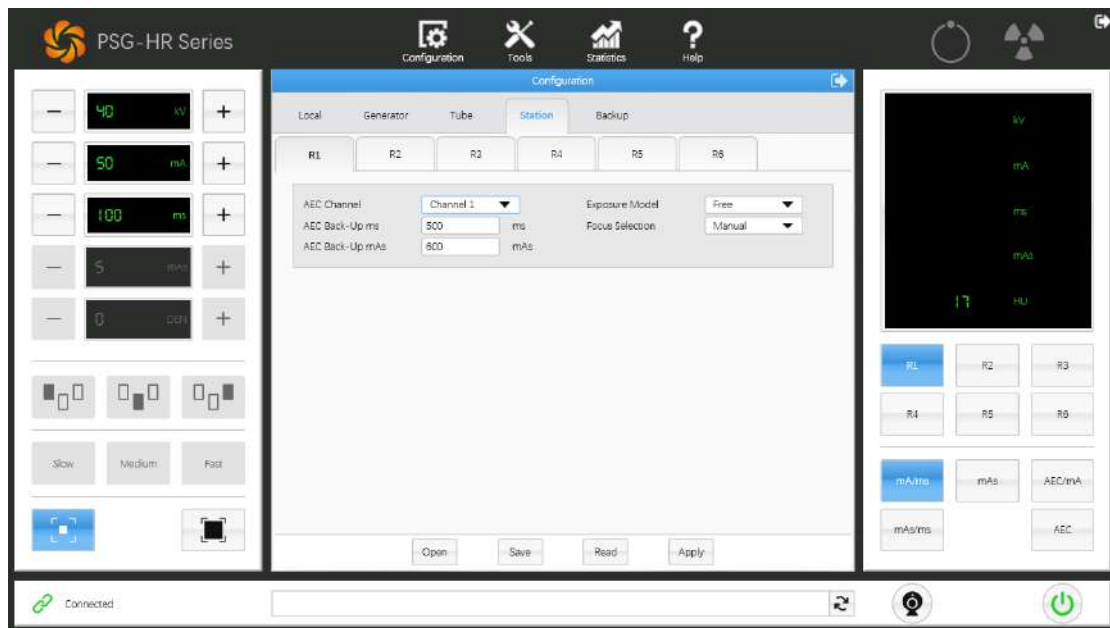 PSG-HR Series
Configuration
Tools
Statistics
Help
Configuration
Local Generator Tube Station Backup
R1 R2 R3 R4 R5 R6
AEC Channel Channel 1 Exposure Model Free
AEC Back-Up ms 500 ms Focus Selection Manual
AEC Back-Up mAs 600 mAs
Open Save Read Apply
40 kV
50 mA
100 ms
5 mAs
0 DEN
Slow Medium Fast
kV
mA
ms
mAs
17 HU
R1 R2 R3
R4 R5 R6
mA/ms mAs AEC/mA
mAs/ms AEC
Connected